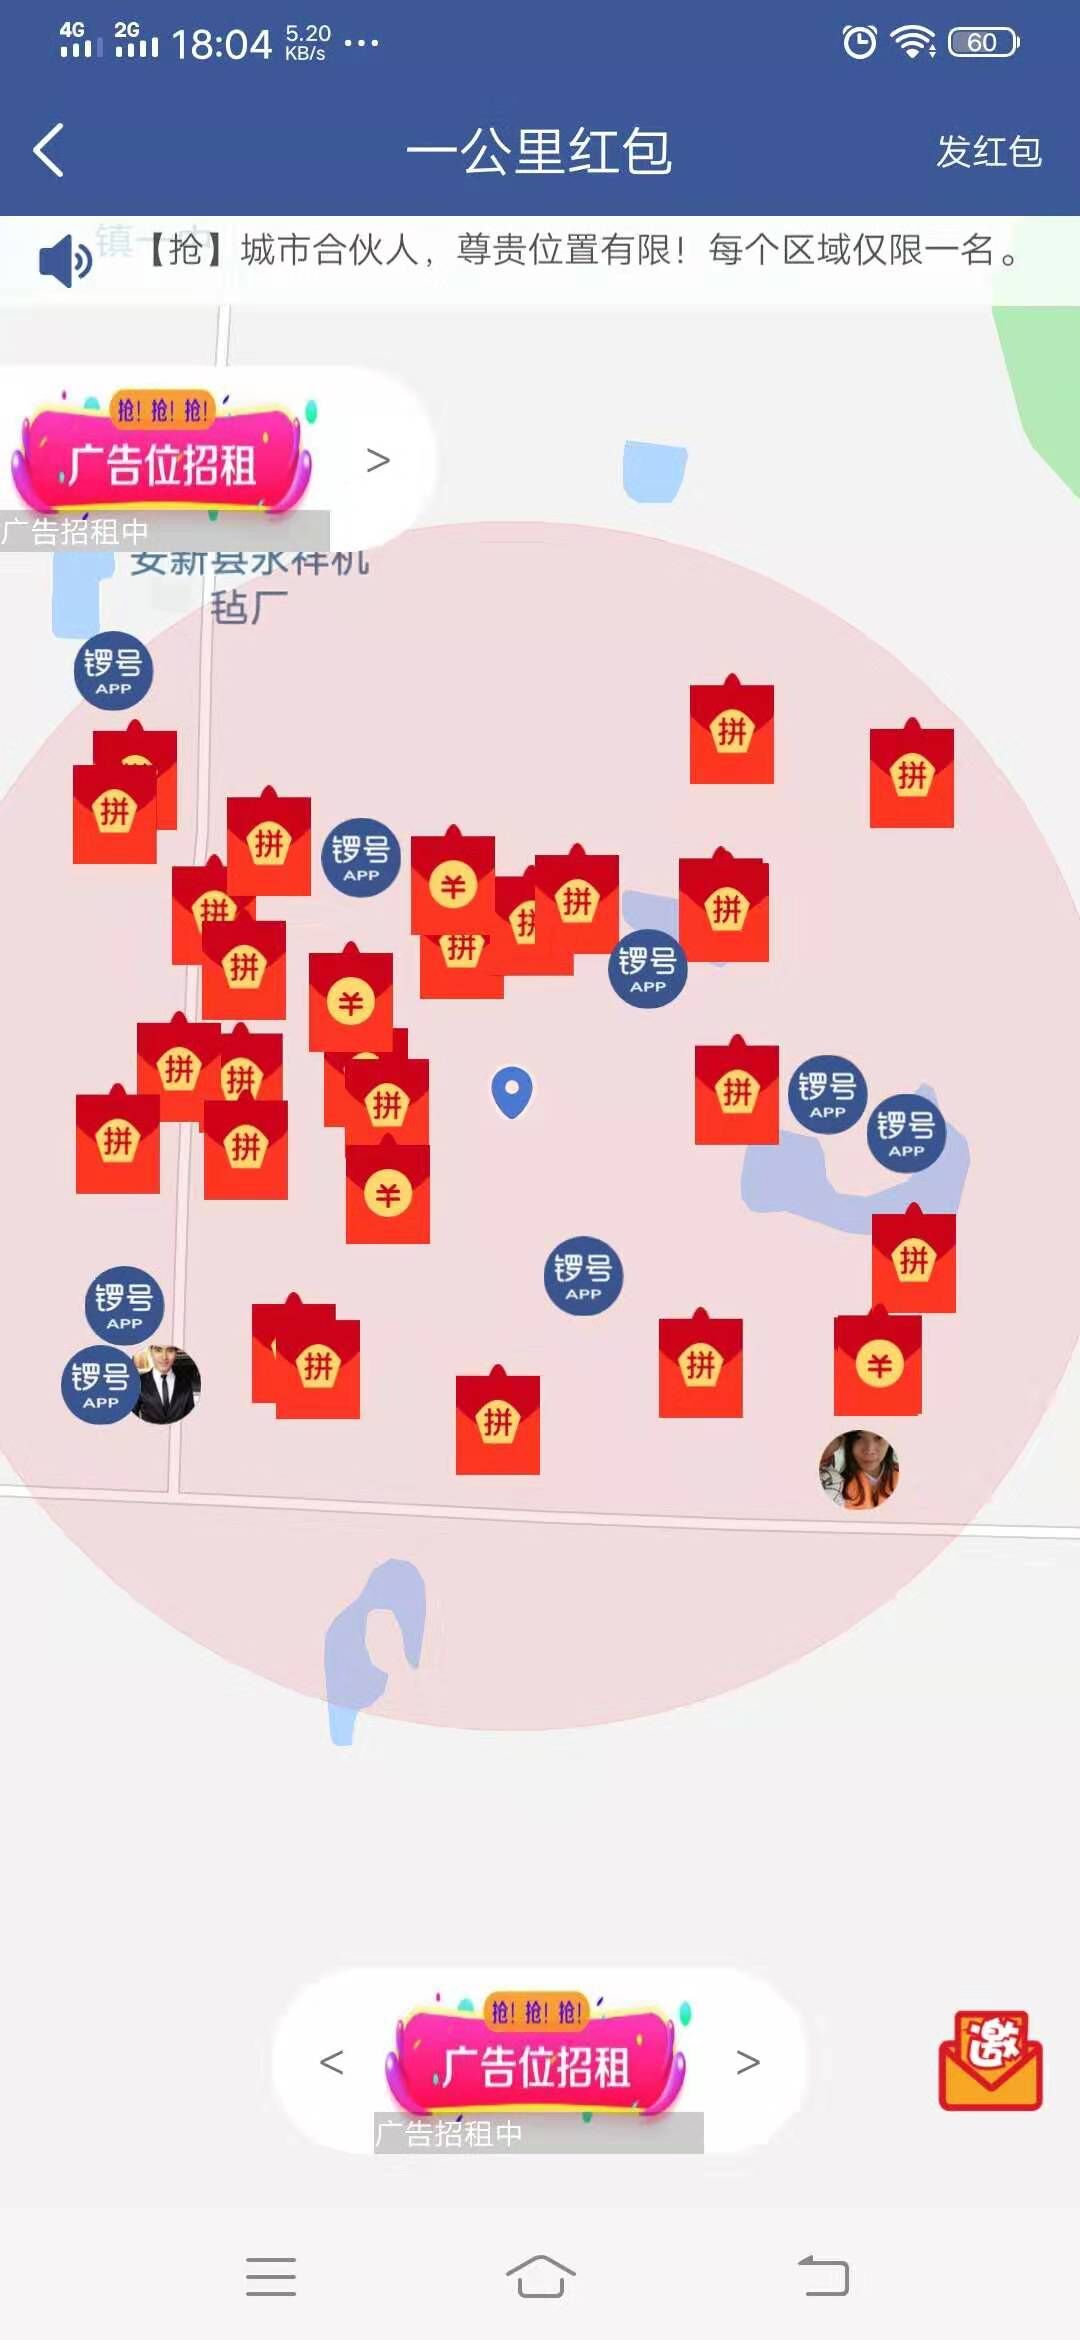 4G 2G 18:04 5.20 KB/s ... 60
一公里红包
发红包
【抢】城市合伙人，尊贵位置有限！每个区域仅限一名。
抢！抢！抢！
广告位招租
>
广告招租中
安新县永祥机
毡厂
锣号
APP
拼
拼
拼
拼
拼
锣号
APP
¥
拼
拼
拼
拼
拼
拼
锣号
APP
¥
拼
拼
拼
拼
锣号
APP
锣号
APP
拼
拼
¥
拼
锣号
APP
锣号
APP
拼
拼
¥
锣号
APP
拼
抢！抢！抢！
<
广告位招租
>
邀
广告招租中